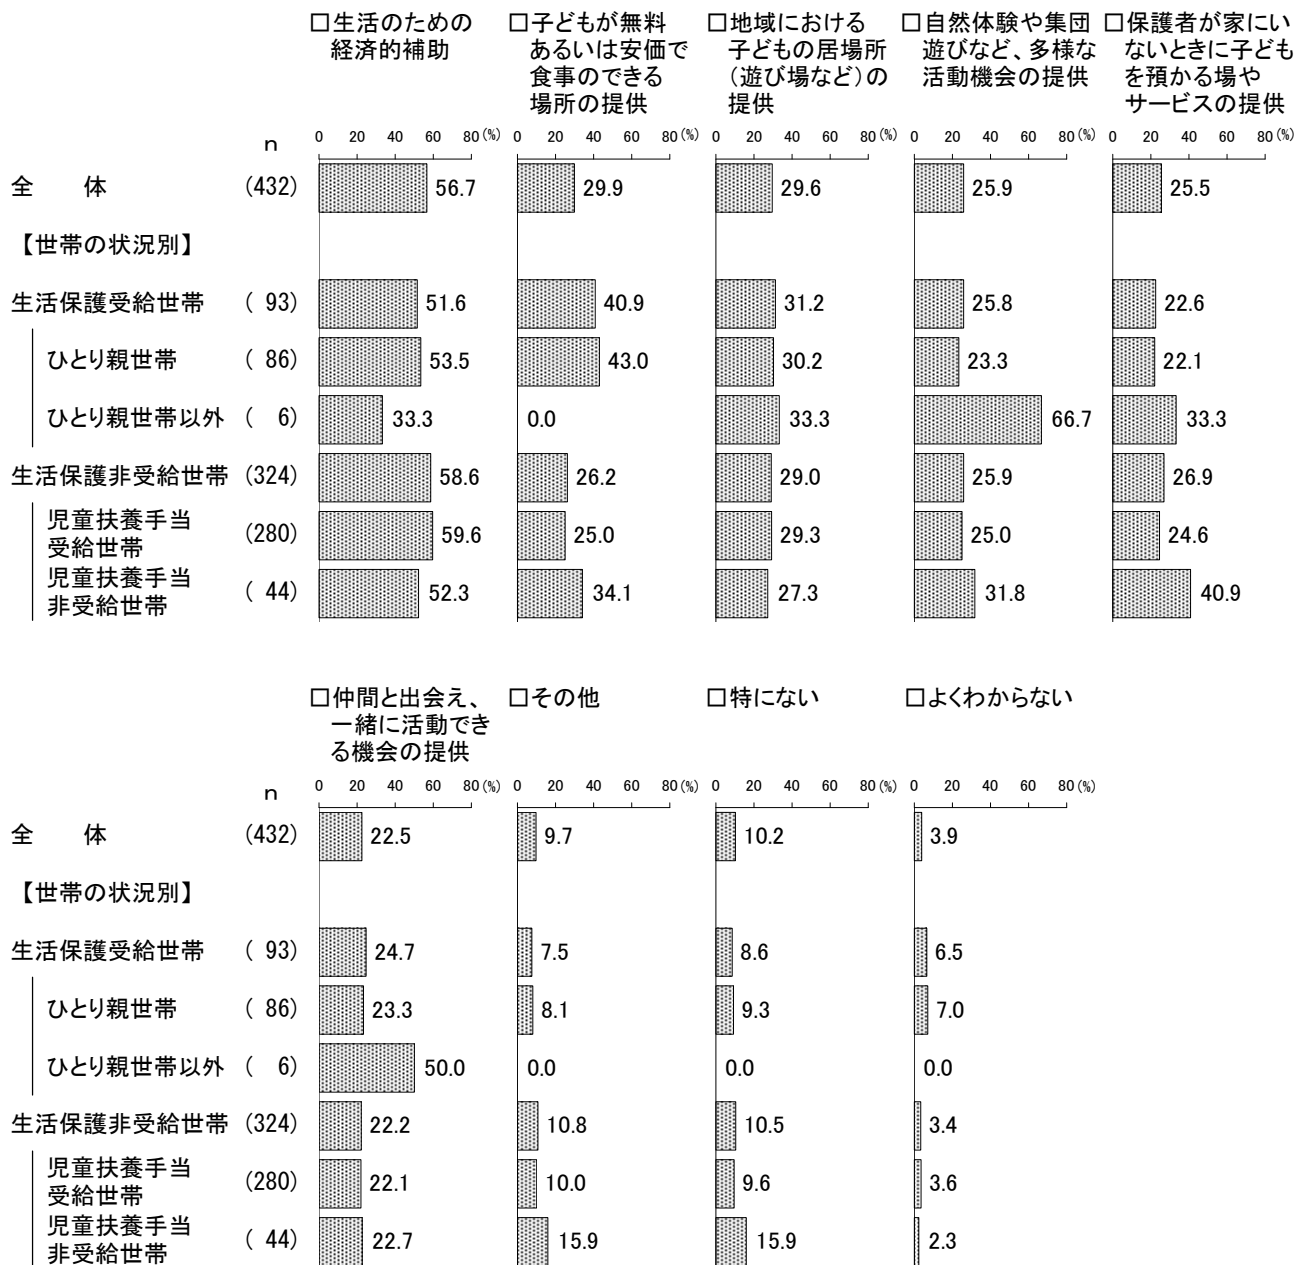 □生活のための
経済的補助
□子どもが無料
あるいは安価で
食事のできる
場所の提供
□地域における
子どもの居場所
(遊び場など)の
提供
□自然体験や集団
遊びなど、多様な
活動機会の提供
□保護者が家にい
ないときに子ども
を預かる場や
サービスの提供
n
0 20 40 60 80(%) 0 20 40 60 80(%) 0 20 40 60 80(%) 0 20 40 60 80(%) 0 20 40 60 80(%)
全 体 (432) 56.7 29.9 29.6 25.9 25.5
【世帯の状況別】
生活保護受給世帯 ( 93) 51.6 40.9 31.2 25.8 22.6
ひとり親世帯 ( 86) 53.5 43.0 30.2 23.3 22.1
ひとり親世帯以外 ( 6) 33.3 0.0 33.3 66.7 33.3
生活保護非受給世帯 (324) 58.6 26.2 29.0 25.9 26.9
児童扶養手当
受給世帯 (280) 59.6 25.0 29.3 25.0 24.6
児童扶養手当
非受給世帯 ( 44) 52.3 34.1 27.3 31.8 40.9
□仲間と出会え、
一緒に活動でき
る機会の提供
□その他
□特にない
□よくわからない
n
0 20 40 60 80(%) 0 20 40 60 80(%) 0 20 40 60 80(%) 0 20 40 60 80(%)
全 体 (432) 22.5 9.7 10.2 3.9
【世帯の状況別】
生活保護受給世帯 ( 93) 24.7 7.5 8.6 6.5
ひとり親世帯 ( 86) 23.3 8.1 9.3 7.0
ひとり親世帯以外 ( 6) 50.0 0.0 0.0 0.0
生活保護非受給世帯 (324) 22.2 10.8 10.5 3.4
児童扶養手当
受給世帯 (280) 22.1 10.0 9.6 3.6
児童扶養手当
非受給世帯 ( 44) 22.7 15.9 15.9 2.3